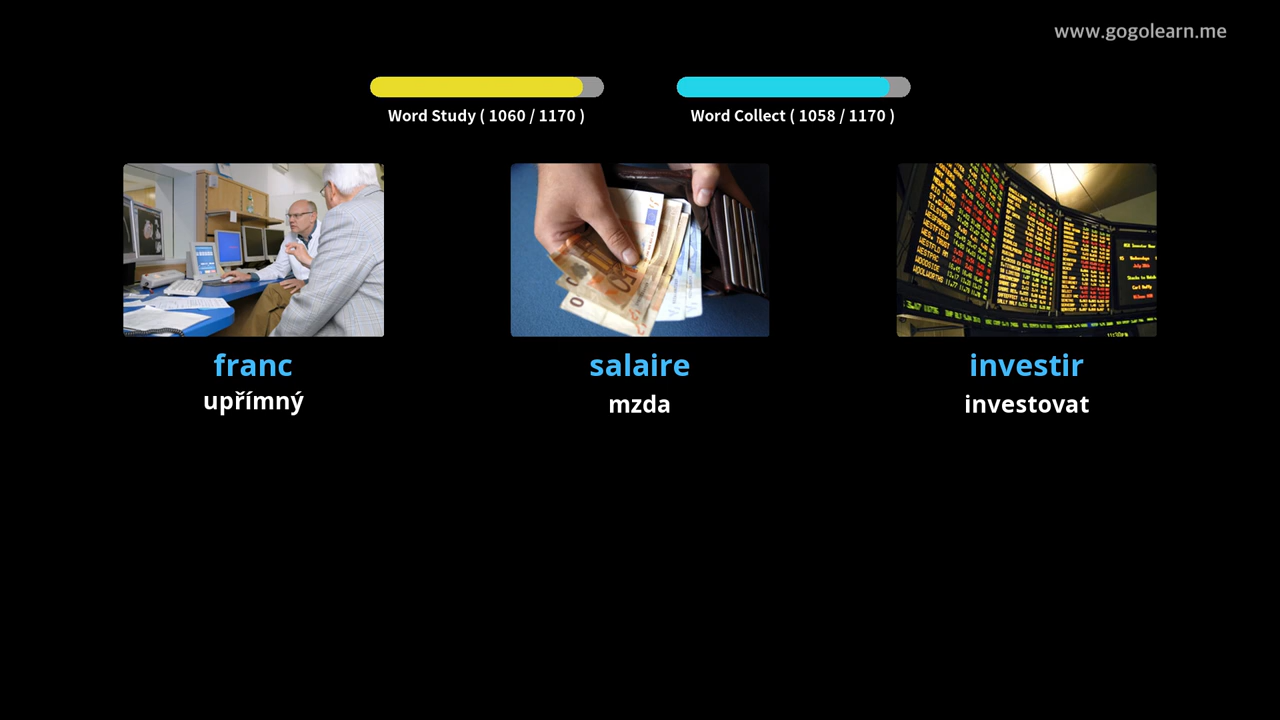 www.gogolearn.me
Word Study ( 1060 / 1170 )
Word Collect ( 1058 / 1170 )
franc
salaire
investir
upřímný
mzda
investovat